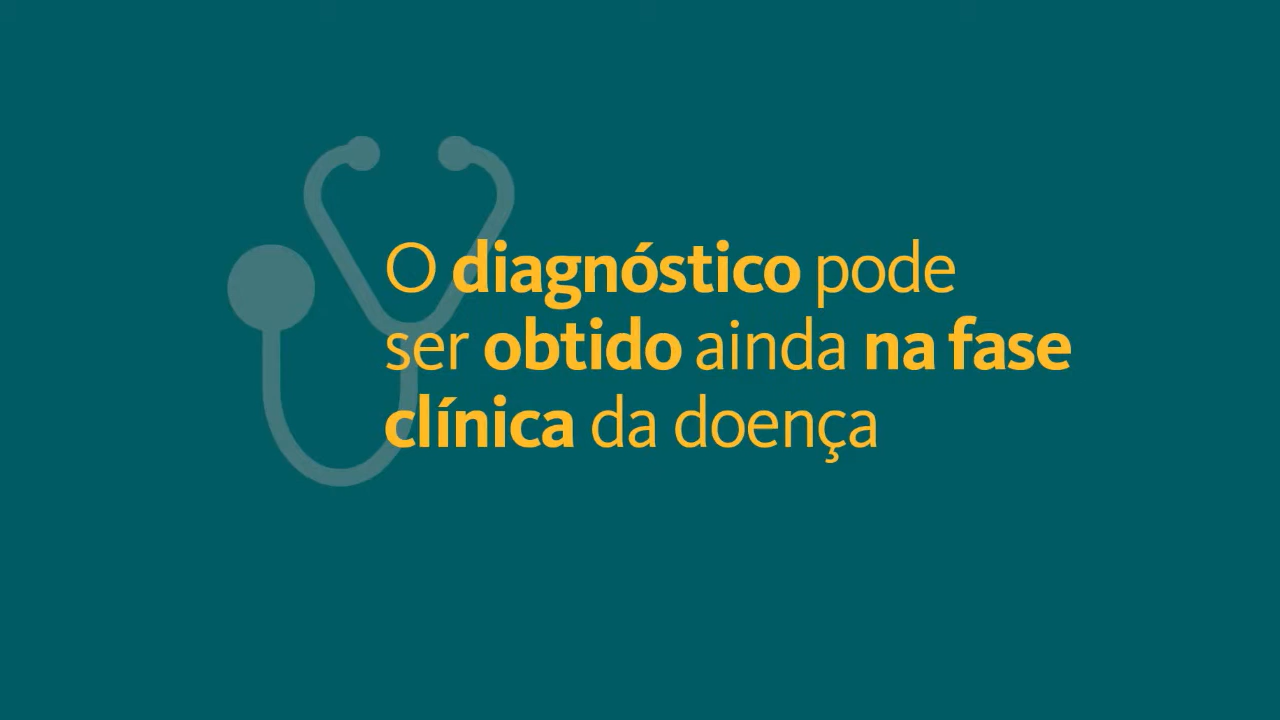 O diagnóstico pode
ser obtido ainda na fase
clínica da doença